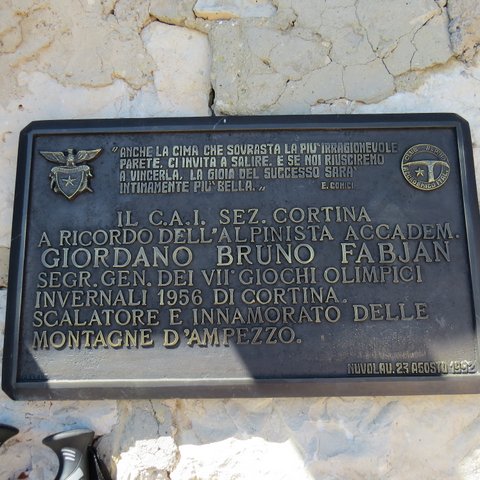 "ANCHE LA CIMA CHE SOVRASTA LA PIU' IRRAGIONEVOLE
PARETE, CI INVITA A SALIRE. E SE NOI RIUSCIREMO
A VINCERLA, LA GIOIA DEL SUCCESSO SARA'
INTIMAMENTE PIU' BELLA."
E. COMICI
IL C.A.I. SEZ. CORTINA
A RICORDO DELL'ALPINISTA ACCADEM.
GIORDANO BRUNO FABJAN
SEGR. GEN. DEI VII° GIOCHI OLIMPICI
INVERNALI 1956 DI CORTINA.
SCALATORE E INNAMORATO DELLE
MONTAGNE D'AMPEZZO.
NUVOLAU. 23 AGOSTO 1992